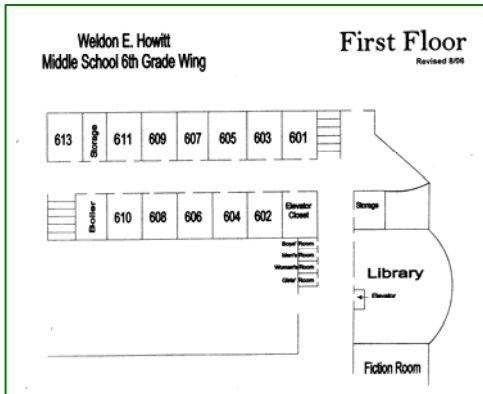 Weldon E. Howitt
Middle School 6th Grade Wing
First Floor
Revised 8/06
613
Storage
611
609
607
605
603
601
Boiler
610
608
606
604
602
Elevator
Closet
Storage
Boys' Room
Men's Room
Women's Room
Girls' Room
Library
Elevator
Fiction Room